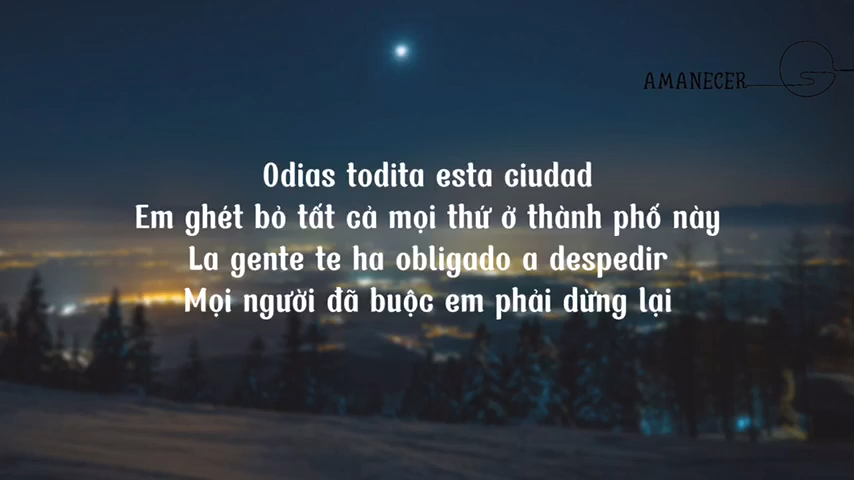 AMANECER
Odias todita esta ciudad
Em ghét bỏ tất cả mọi thứ ở thành phố này
La gente te ha obligado a despedir
Mọi người đã buộc em phải dừng lại